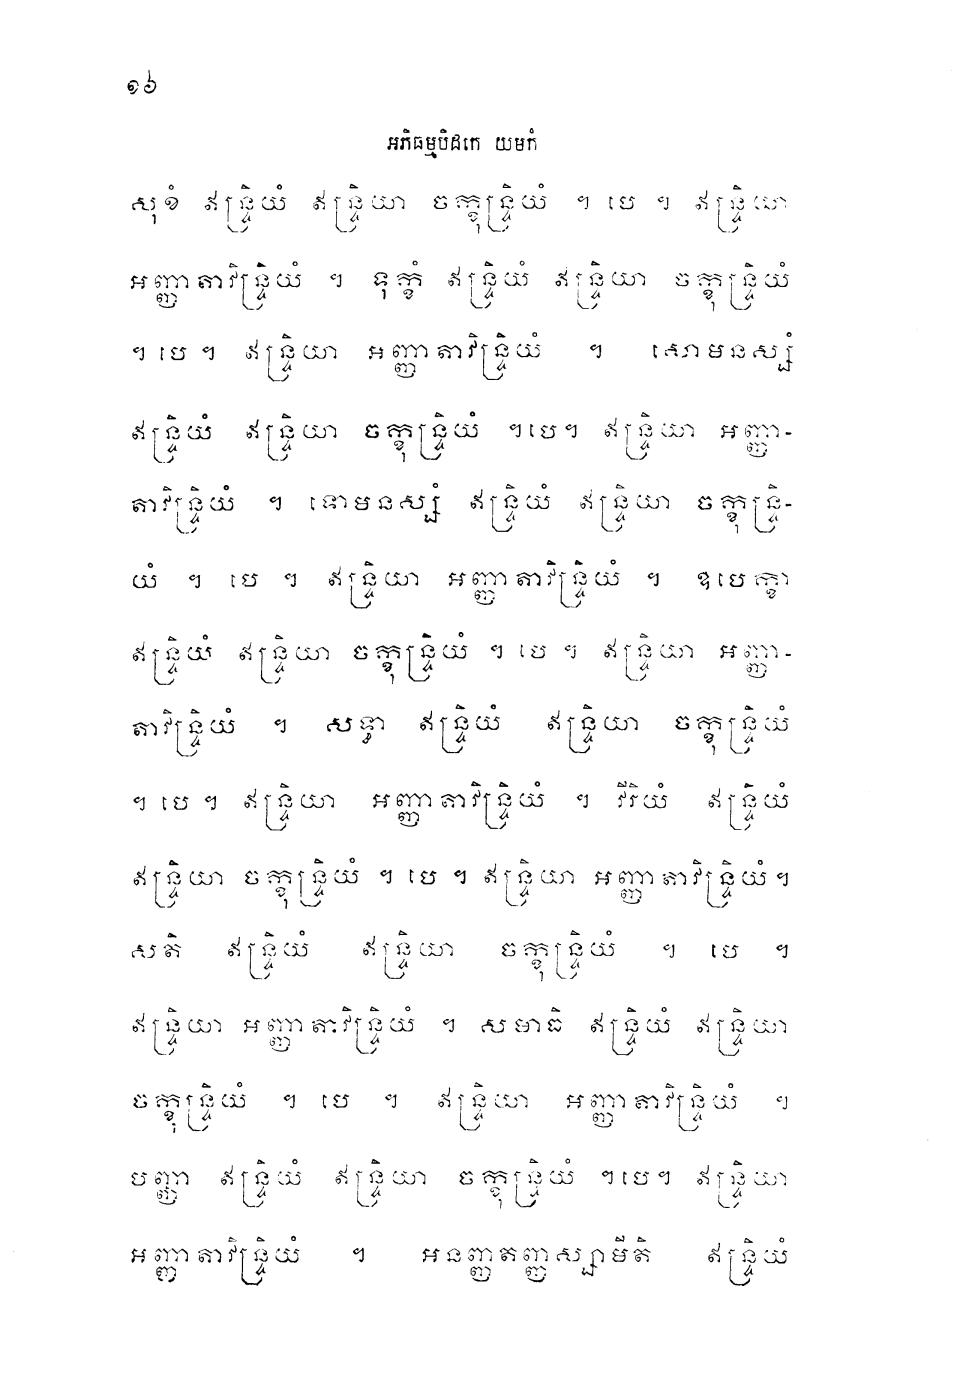 ១៦
អភិធម្មបិដកេ យមកំ
សុខំ ឥន្ទ្រិយំ ឥន្ទ្រិយា ចក្ខុន្ទ្រិយំ ។ បេ ។ ឥន្ទ្រិយា
អញ្ញាតាវិន្ទ្រិយំ ។ ទុក្ខំ ឥន្ទ្រិយំ ឥន្ទ្រិយា ចក្ខុន្ទ្រិយំ
។ បេ ។ ឥន្ទ្រិយា អញ្ញាតាវិន្ទ្រិយំ ។ សោមនស្សំ
ឥន្ទ្រិយំ ឥន្ទ្រិយា ចក្ខុន្ទ្រិយំ ។បេ។ ឥន្ទ្រិយា អញ្ញា-
តាវិន្ទ្រិយំ ។ ទោមនស្សំ ឥន្ទ្រិយំ ឥន្ទ្រិយា ចក្ខុន្ទ្រិ-
យំ ។ បេ ។ ឥន្ទ្រិយា អញ្ញាតាវិន្ទ្រិយំ ។ ឧបេក្ខា
ឥន្ទ្រិយំ ឥន្ទ្រិយា ចក្ខុន្ទ្រិយំ ។ បេ ។ ឥន្ទ្រិយា អញ្ញា-
តាវិន្ទ្រិយំ ។ សទ្ធា ឥន្ទ្រិយំ ឥន្ទ្រិយា ចក្ខុន្ទ្រិយំ
។ បេ ។ ឥន្ទ្រិយា អញ្ញាតាវិន្ទ្រិយំ ។ វីរិយំ ឥន្ទ្រិយំ
ឥន្ទ្រិយា ចក្ខុន្ទ្រិយំ ។ បេ ។ ឥន្ទ្រិយា អញ្ញាតាវិន្ទ្រិយំ។
សតិ ឥន្ទ្រិយំ ឥន្ទ្រិយា ចក្ខុន្ទ្រិយំ ។ បេ ។
ឥន្ទ្រិយា អញ្ញាតាវិន្ទ្រិយំ ។ សមាធិ ឥន្ទ្រិយំ ឥន្ទ្រិយា
ចក្ខុន្ទ្រិយំ ។ បេ ។ ឥន្ទ្រិយា អញ្ញាតាវិន្ទ្រិយំ ។
បញ្ញា ឥន្ទ្រិយំ ឥន្ទ្រិយា ចក្ខុន្ទ្រិយំ ។បេ។ ឥន្ទ្រិយា
អញ្ញាតាវិន្ទ្រិយំ ។ អនញ្ញតញ្ញស្សាមីតិ ឥន្ទ្រិយំ